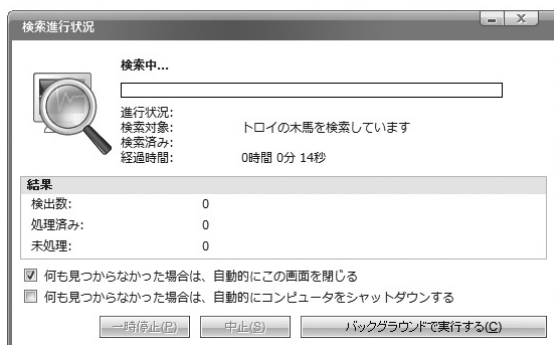 検索進行状況
検索中...
進行状況:
検索対象: トロイの木馬を検索しています
検索済み:
経過時間: 0時間 0分 14秒
結果
検出数: 0
処理済み: 0
未処理: 0
何も見つからなかった場合は、自動的にこの画面を閉じる
何も見つからなかった場合は、自動的にコンピュータをシャットダウンする
一時停止(P) 中止(S) バックグラウンドで実行する(C)